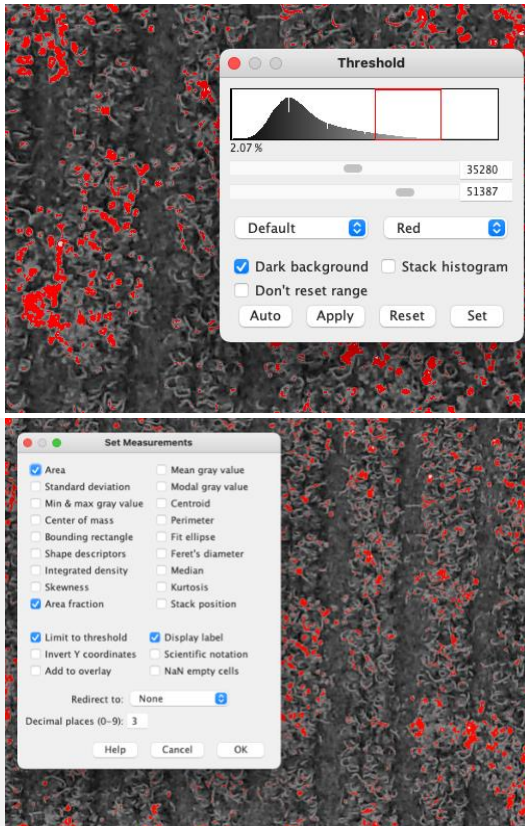 Threshold
2.07 %
35280
51387
Default Red
Dark background Stack histogram
Don't reset range
Auto Apply Reset Set
Set Measurements
Area Mean gray value
Standard deviation Modal gray value
Min & max gray value Centroid
Center of mass Perimeter
Bounding rectangle Fit ellipse
Shape descriptors Feret's diameter
Integrated density Median
Skewness Kurtosis
Area fraction Stack position
Limit to threshold Display label
Invert Y coordinates Scientific notation
Add to overlay NaN empty cells
Redirect to: None
Decimal places (0-9): 3
Help Cancel OK